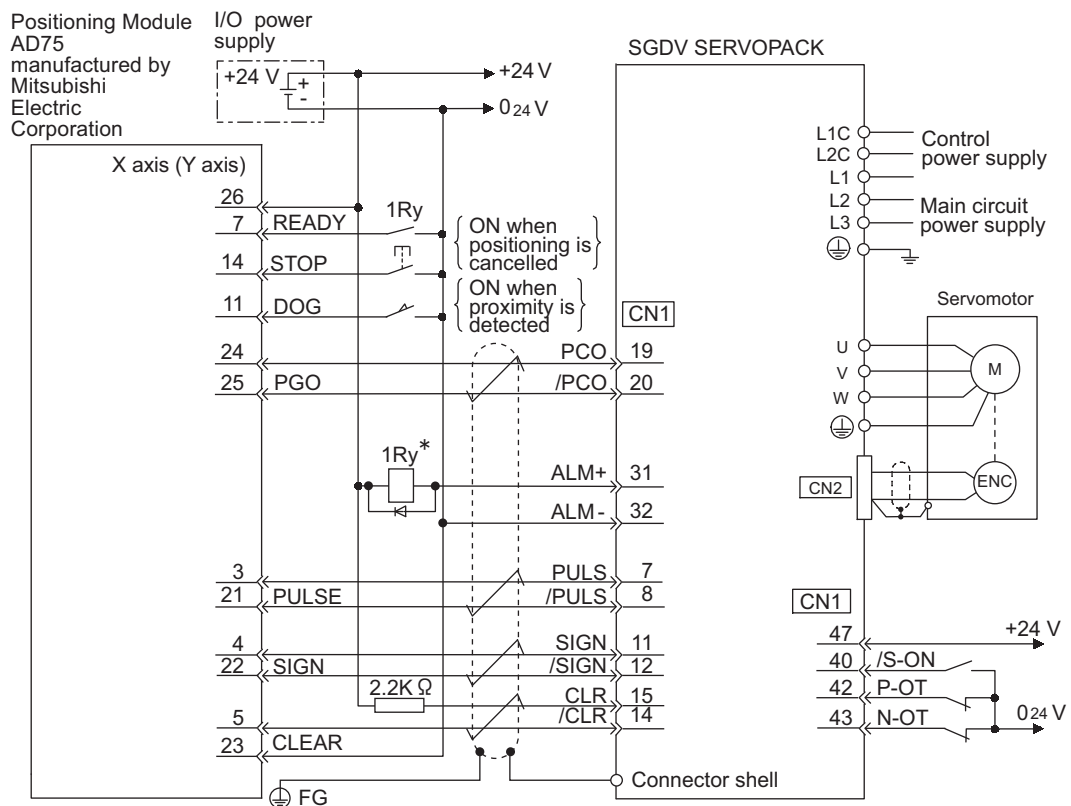 Positioning Module
AD75
manufactured by
Mitsubishi
Electric
Corporation
I/O power
supply
+24 V
+
-
+24 V
0 24 V
SGDV SERVOPACK
X axis (Y axis)
26
7 READY
1Ry
ON when
positioning is
cancelled
14 STOP
11 DOG
ON when
proximity is
detected
CN1
24
PCO 19
25 PGO
/PCO 20
1Ry*
ALM+ 31
ALM- 32
3
PULS 7
21 PULSE
/PULS 8
4
SIGN 11
22 SIGN
/SIGN 12
2.2K Ω
CLR 15
5
/CLR 14
23 CLEAR
FG
Connector shell
L1C
L2C
Control
power supply
L1
L2
L3
Main circuit
power supply
Servomotor
U
V
W
M
CN2
ENC
CN1
47
+24 V
40 /S-ON
42 P-OT
43 N-OT
0 24 V